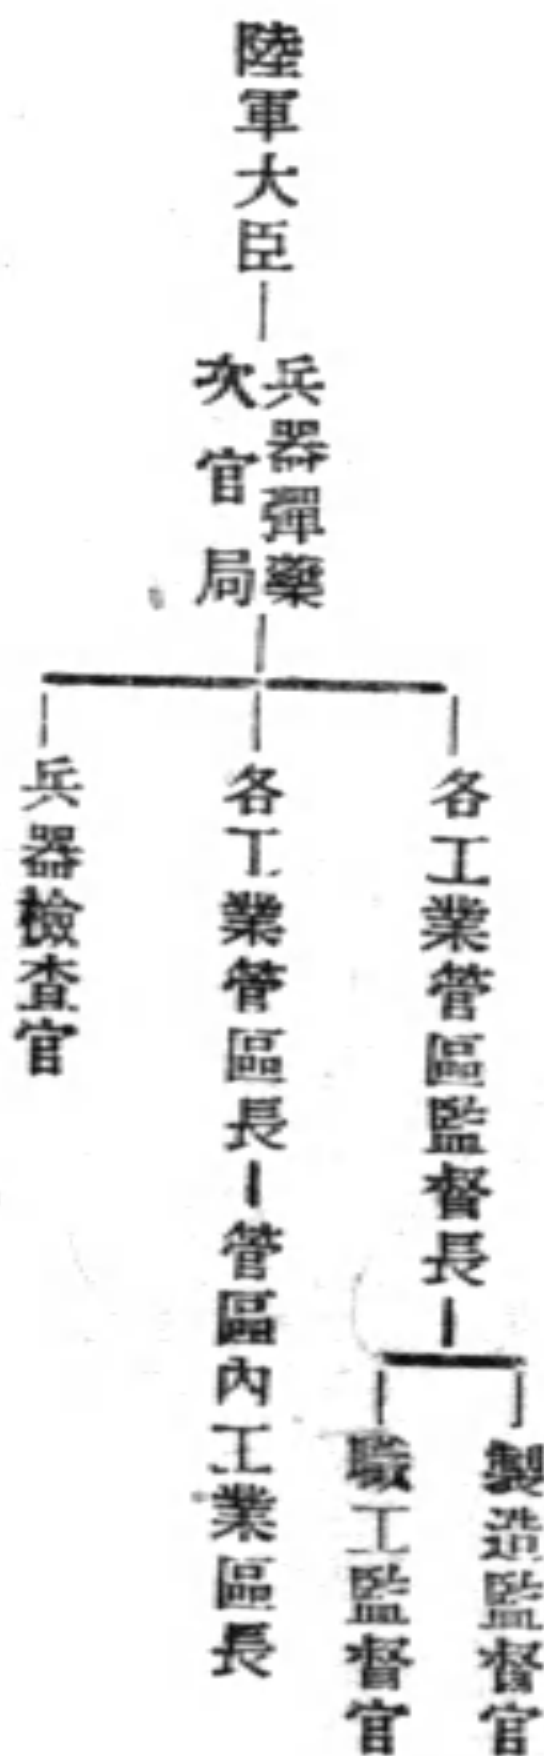 陸軍大臣
兵器彈藥
次官局
各工業管區監督長
製造監督官
職工監督官
各工業管區長
管區內工業區長
兵器檢査官